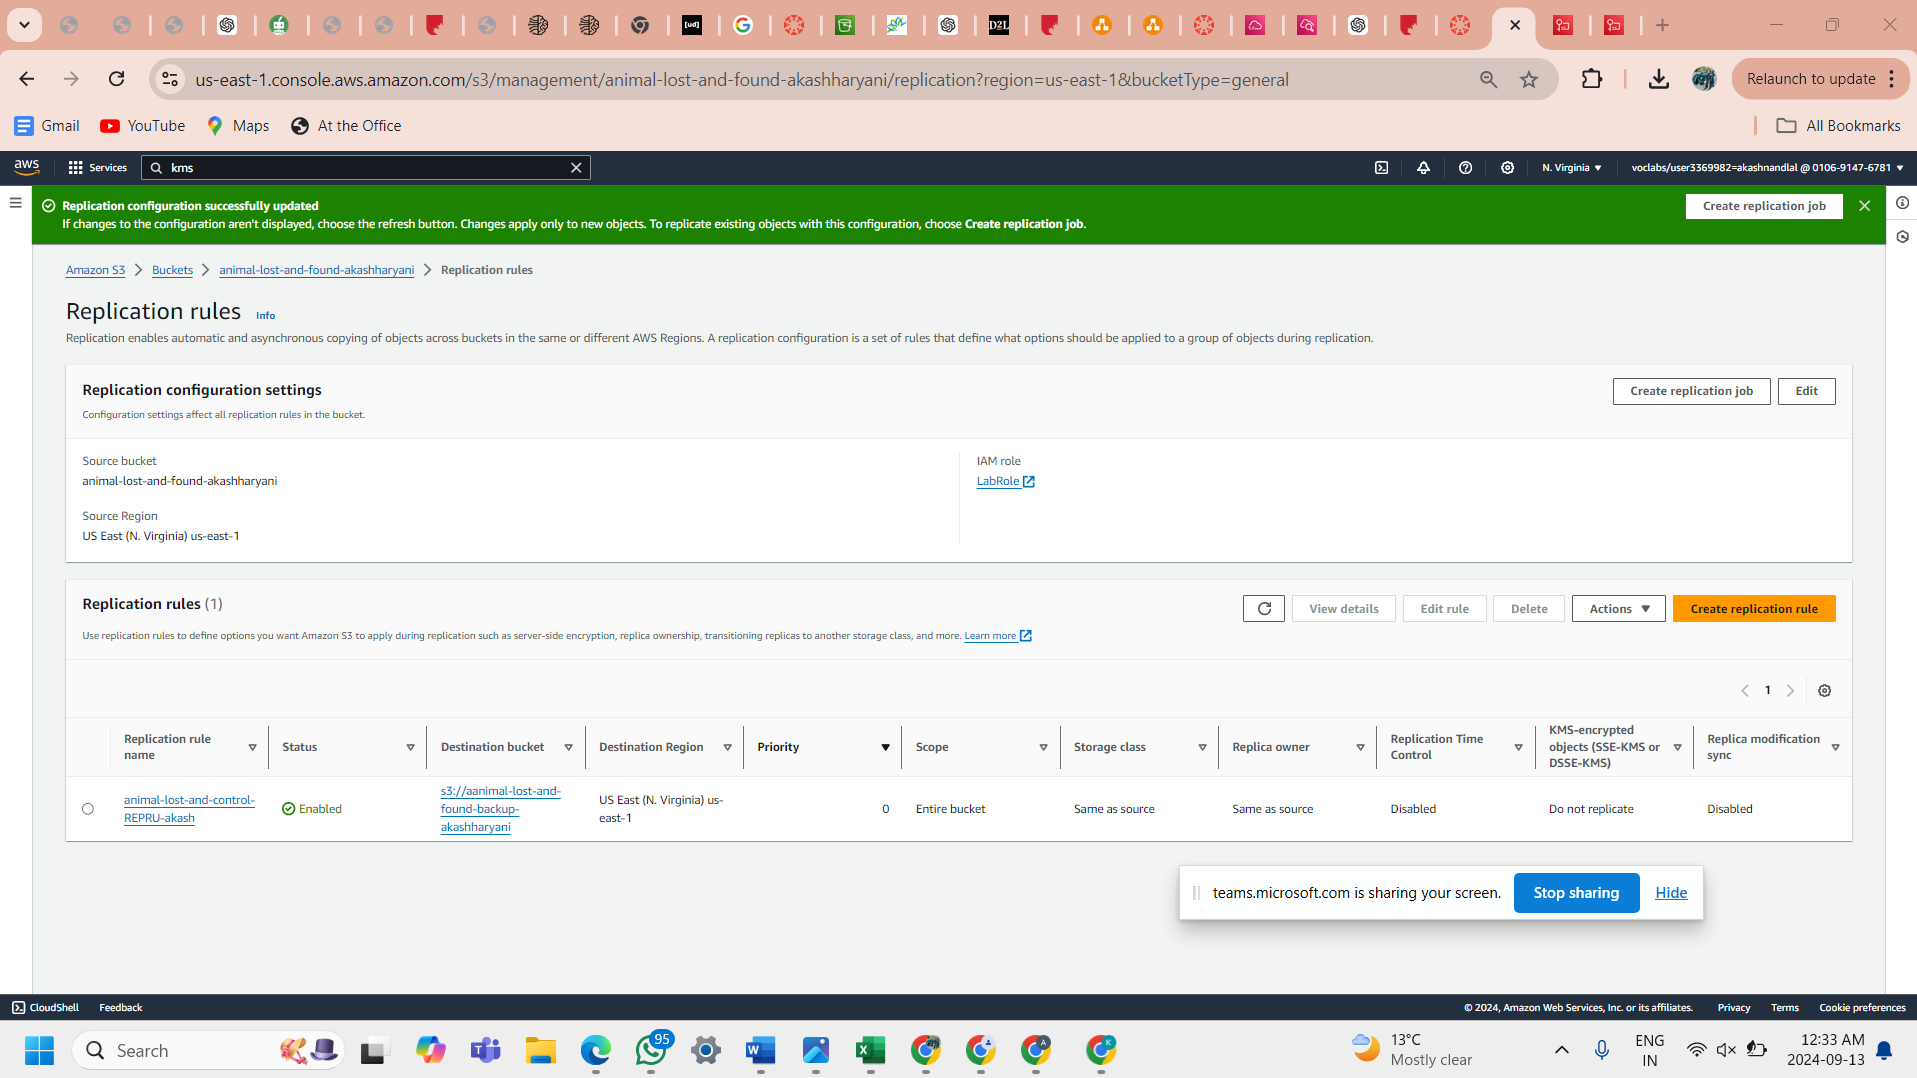 us-east-1.console.aws.amazon.com/s3/management/animal-lost-and-found-akashharyani/replication?region=us-east-1&bucketType=general
Relaunch to update
Gmail
YouTube
Maps
At the Office
All Bookmarks
aws
Services
kms
N. Virginia
voclabs/user3369982=akashnandlal @ 0106-9147-6781
Replication configuration successfully updated
If changes to the configuration aren't displayed, choose the refresh button. Changes apply only to new objects. To replicate existing objects with this configuration, choose Create replication job.
Create replication job
Amazon S3
Buckets
animal-lost-and-found-akashharyani
Replication rules
Replication rules
Info
Replication enables automatic and asynchronous copying of objects across buckets in the same or different AWS Regions. A replication configuration is a set of rules that define what options should be applied to a group of objects during replication.
Replication configuration settings
Configuration settings affect all replication rules in the bucket.
Create replication job
Edit
Source bucket
animal-lost-and-found-akashharyani
Source Region
US East (N. Virginia) us-east-1
IAM role
LabRole
Replication rules (1)
Use replication rules to define options you want Amazon S3 to apply during replication such as server-side encryption, replica ownership, transitioning replicas to another storage class, and more. Learn more
View details
Edit rule
Delete
Actions
Create replication rule
1
Replication rule
name
Status
Destination bucket
Destination Region
Priority
Scope
Storage class
Replica owner
Replication Time
Control
KMS-encrypted
objects (SSE-KMS or
DSSE-KMS)
Replica modification
sync
animal-lost-and-control-
REPRU-akash
Enabled
s3://aanimal-lost-and-
found-backup-
akashharyani
US East (N. Virginia) us-
east-1
0
Entire bucket
Same as source
Same as source
Disabled
Do not replicate
Disabled
teams.microsoft.com is sharing your screen.
Stop sharing
Hide
CloudShell
Feedback
© 2024, Amazon Web Services, Inc. or its affiliates.
Privacy
Terms
Cookie preferences
Search
95
13°C
Mostly clear
ENG
IN
12:33 AM
2024-09-13
[ud]
D2L
W
X
A
K